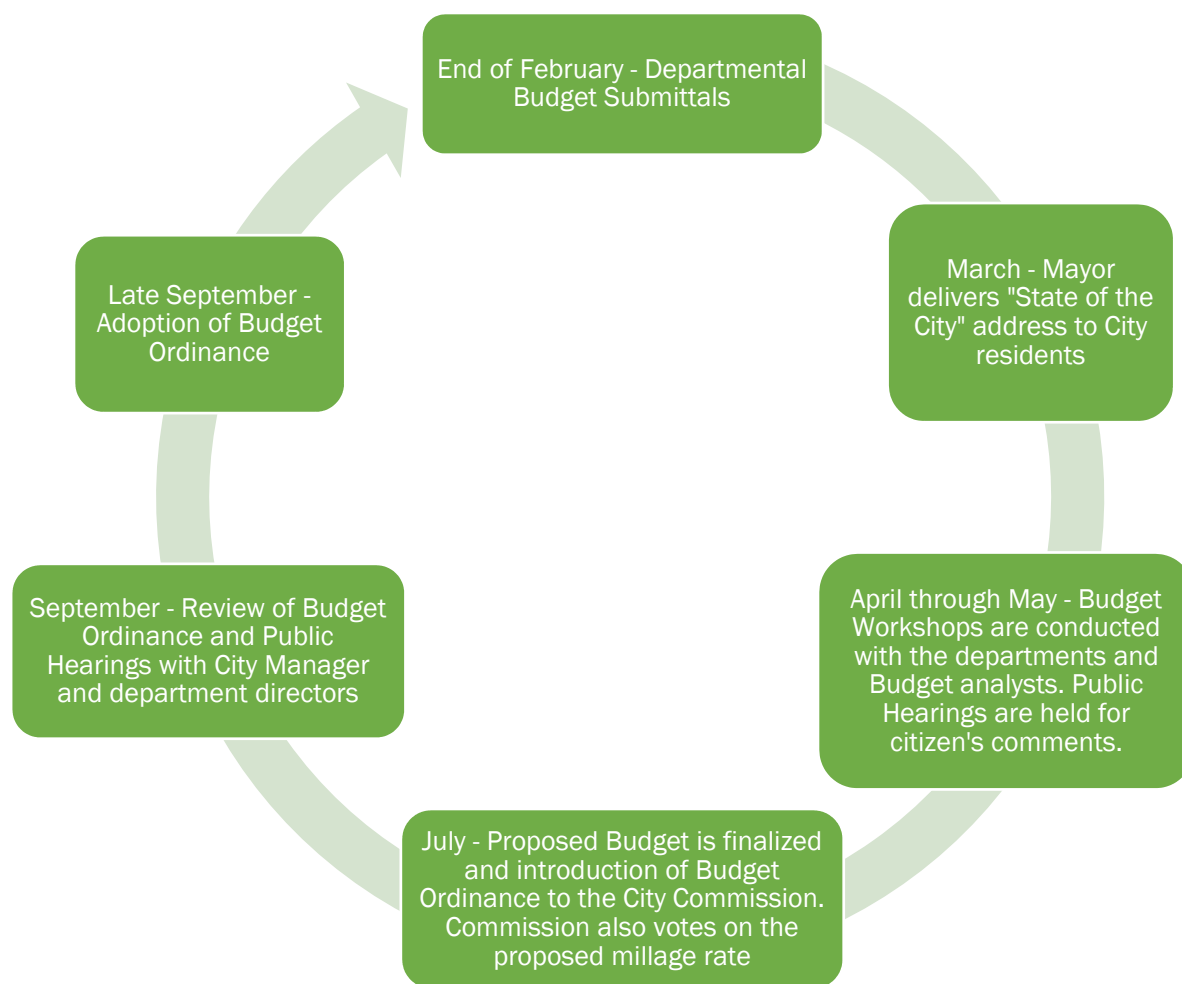 End of February - Departmental
Budget Submittals
March - Mayor
delivers "State of the
City" address to City
residents
April through May - Budget
Workshops are conducted
with the departments and
Budget analysts. Public
Hearings are held for
citizen's comments.
July - Proposed Budget is finalized
and introduction of Budget
Ordinance to the City Commission.
Commission also votes on the
proposed millage rate
September - Review of Budget
Ordinance and Public
Hearings with City Manager
and department directors
Late September -
Adoption of Budget
Ordinance